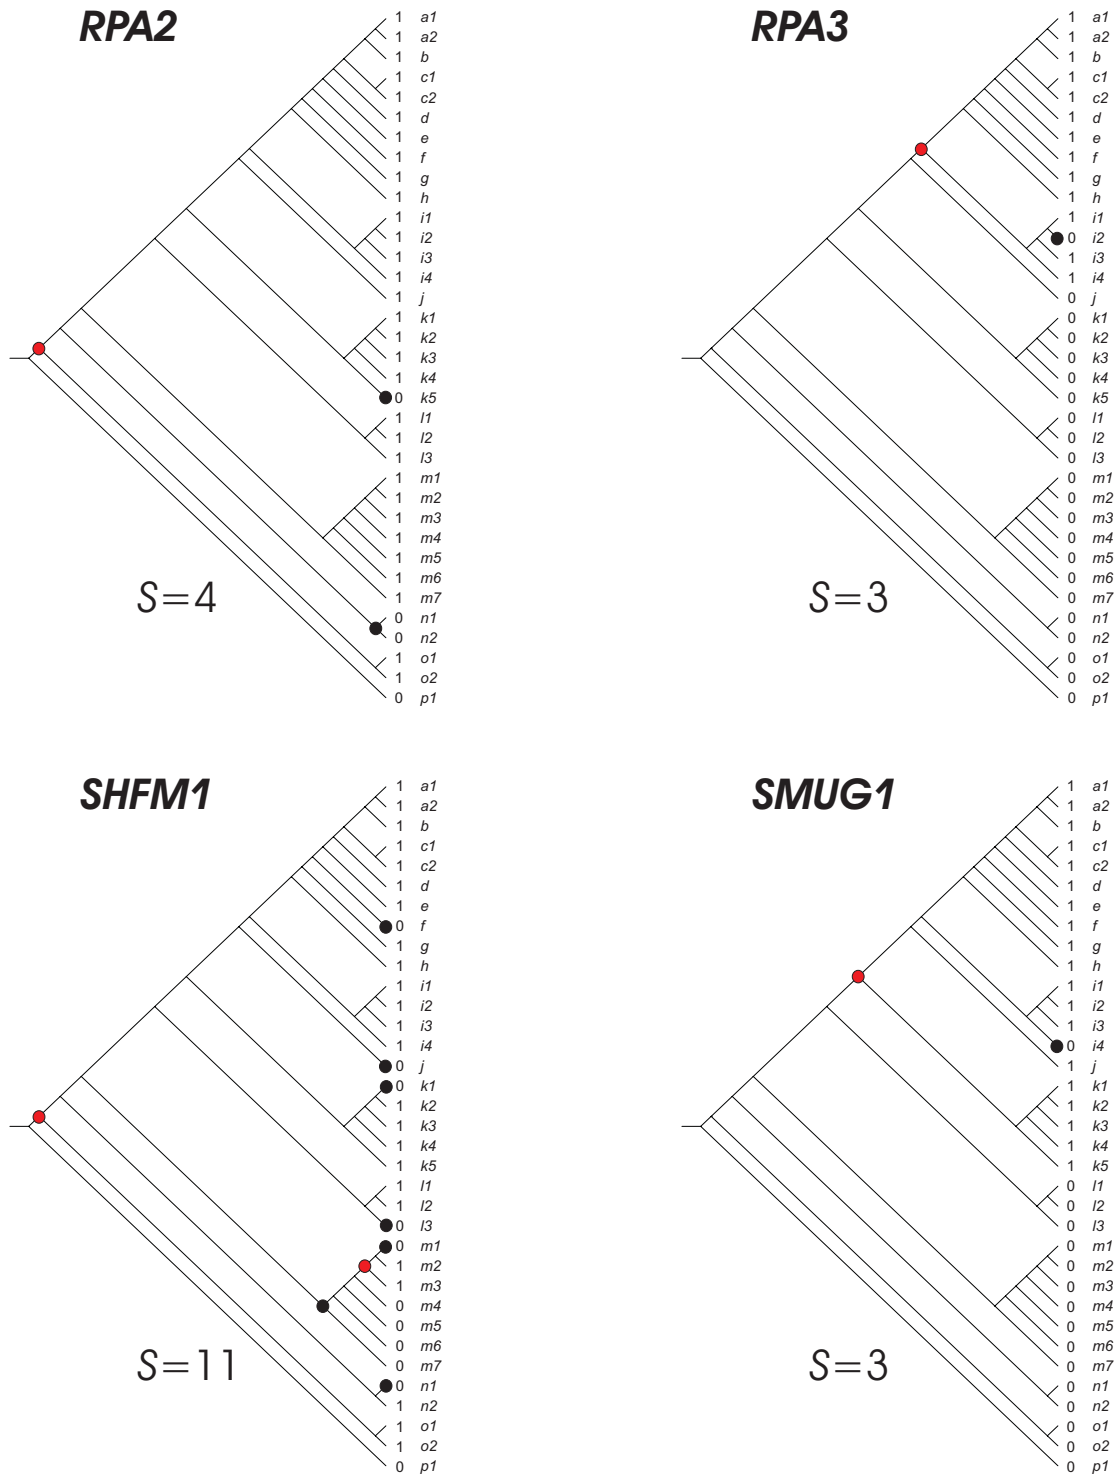 RPA2
1 a1
1 a2
1 b
1 c1
1 c2
1 d
1 e
1 f
1 g
1 h
1 i1
1 i2
1 i3
1 i4
1 j
1 k1
1 k2
1 k3
1 k4
0 k5
1 l1
1 l2
1 l3
1 m1
1 m2
1 m3
1 m4
1 m5
1 m6
1 m7
0 n1
0 n2
1 o1
1 o2
0 p1
S=4
RPA3
1 a1
1 a2
1 b
1 c1
1 c2
1 d
1 e
1 f
1 g
1 h
1 i1
0 i2
1 i3
1 i4
0 j
0 k1
0 k2
0 k3
0 k4
0 k5
0 l1
0 l2
0 l3
0 m1
0 m2
0 m3
0 m4
0 m5
0 m6
0 m7
0 n1
0 n2
0 o1
0 o2
0 p1
S=3
SHFM1
1 a1
1 a2
1 b
1 c1
1 c2
1 d
1 e
0 f
1 g
1 h
1 i1
1 i2
1 i3
1 i4
0 j
0 k1
1 k2
1 k3
1 k4
1 k5
1 l1
1 l2
0 l3
0 m1
1 m2
1 m3
0 m4
0 m5
0 m6
0 m7
0 n1
1 n2
1 o1
1 o2
0 p1
S=11
SMUG1
1 a1
1 a2
1 b
1 c1
1 c2
1 d
1 e
1 f
1 g
1 h
1 i1
1 i2
1 i3
0 i4
1 j
1 k1
1 k2
1 k3
1 k4
1 k5
0 l1
0 l2
0 l3
0 m1
0 m2
0 m3
0 m4
0 m5
0 m6
0 m7
0 n1
0 n2
0 o1
0 o2
0 p1
S=3